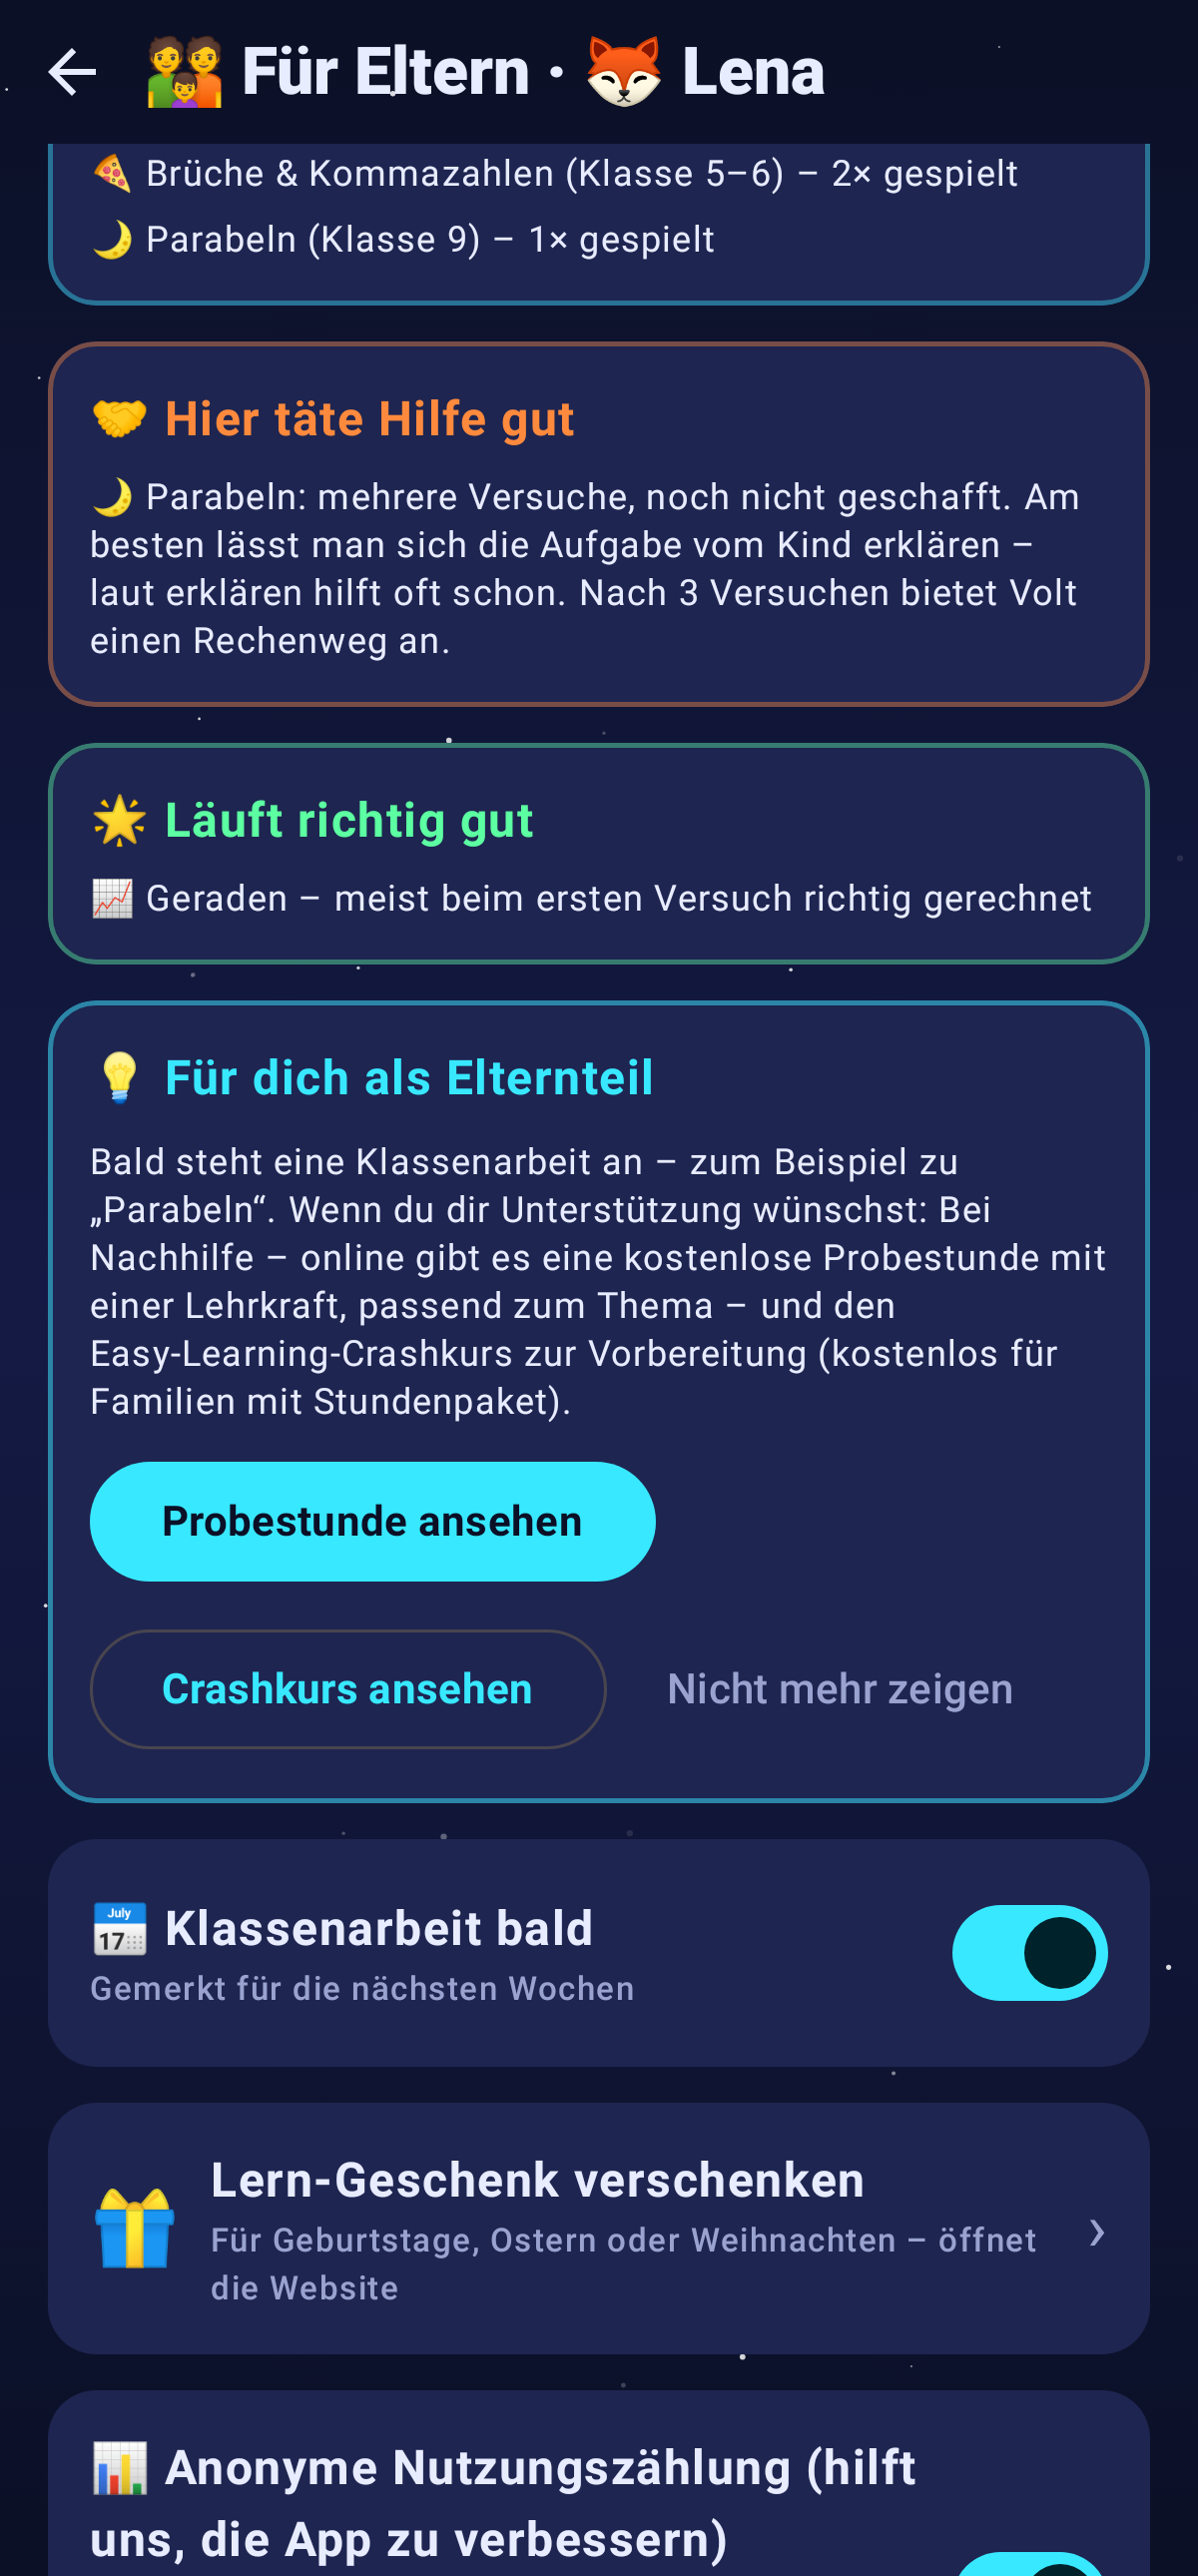 Für Eltern · Lena
Brüche & Kommazahlen (Klasse 5–6) – 2× gespielt
Parabeln (Klasse 9) – 1× gespielt
Hier täte Hilfe gut
Parabeln: mehrere Versuche, noch nicht geschafft. Am
besten lässt man sich die Aufgabe vom Kind erklären –
laut erklären hilft oft schon. Nach 3 Versuchen bietet Volt
einen Rechenweg an.
Läuft richtig gut
Geraden – meist beim ersten Versuch richtig gerechnet
Für dich als Elternteil
Bald steht eine Klassenarbeit an – zum Beispiel zu
„Parabeln“. Wenn du dir Unterstützung wünschst: Bei
Nachhilfe – online gibt es eine kostenlose Probestunde mit
einer Lehrkraft, passend zum Thema – und den
Easy-Learning-Crashkurs zur Vorbereitung (kostenlos für
Familien mit Stundenpaket).
Probestunde ansehen
Crashkurs ansehen
Nicht mehr zeigen
July
17
Klassenarbeit bald
Gemerkt für die nächsten Wochen
Lern-Geschenk verschenken
Für Geburtstage, Ostern oder Weihnachten – öffnet
die Website
Anonyme Nutzungszählung (hilft
uns, die App zu verbessern)